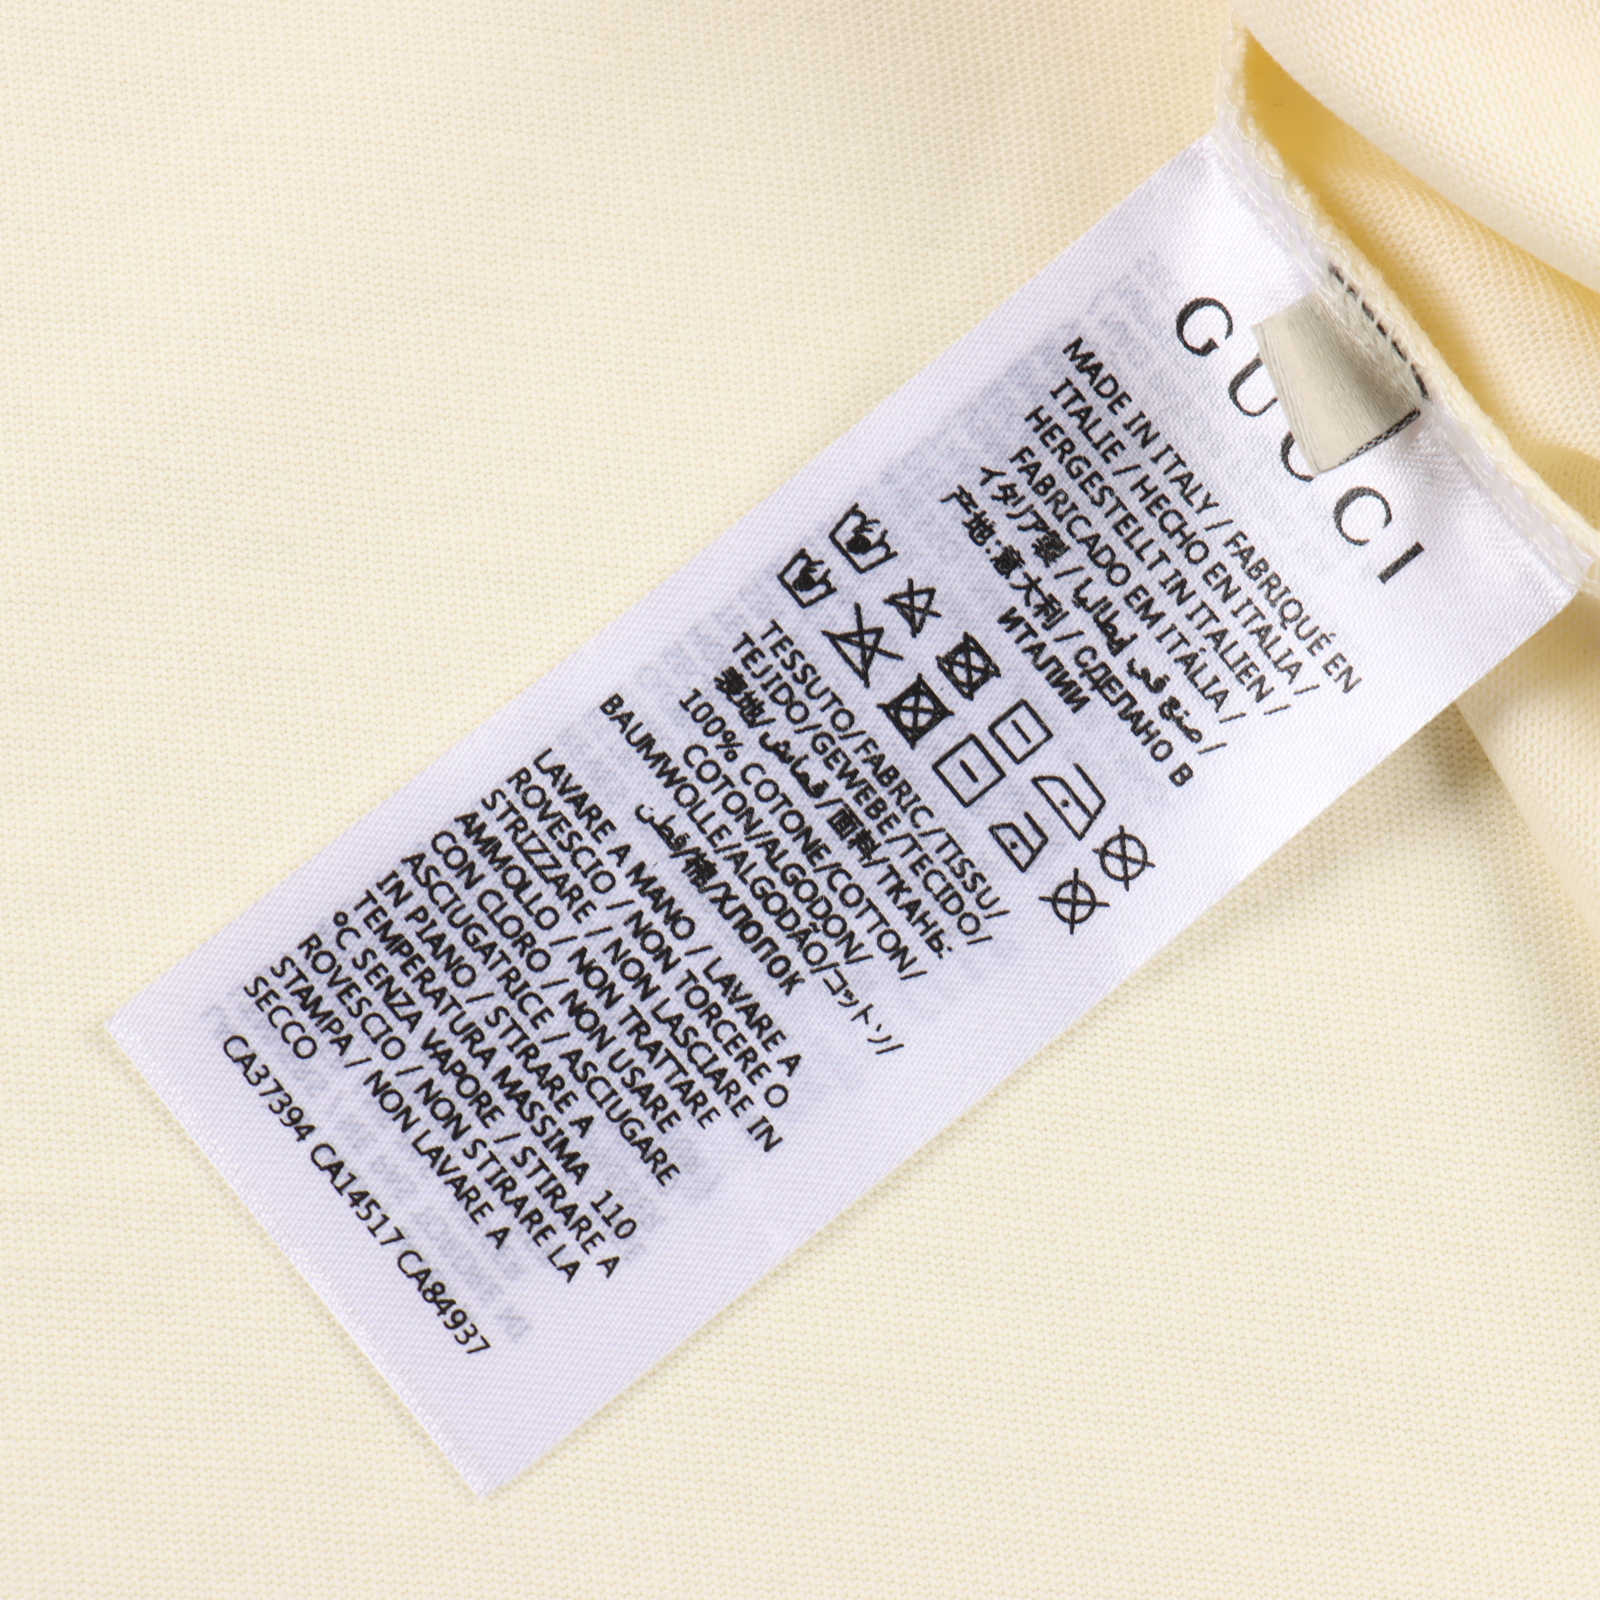 GUCCI
MADE IN ITALY / FABRIQUÉ EN
ITALIE / HECHO EN ITALIA /
HERGESTELLT IN ITALIEN /
FABRICADO EM ITÁLIA /
イタリア製 / صنع في إيطاليا /
产地:意大利 / СДЕЛАНО В
ИТАЛИИ
TESSUTO/FABRIC/TISSU/
TEJIDO/GEWEBE/TECIDO/
表地/قماش/面料/ТКАНЬ:
100% COTONE/COTTON/
COTON/ALGODON/
BAUMWOLLE/ALGODÃO/コットン/
قطن/棉/ХЛОПОК
LAVARE A MANO / LAVARE A
ROVESCIO / NON TORCERE O
STRIZZARE / NON LASCIARE IN
AMMOLLO / NON TRATTARE
CON CLORO / NON USARE
ASCIUGATRICE / ASCIUGARE
IN PIANO / STIRARE A
TEMPERATURA MASSIMA 110
°C SENZA VAPORE / STIRARE A
ROVESCIO / NON STIRARE LA
STAMPA / NON LAVARE A
SECCO
CA37394 CA14517 CA84937